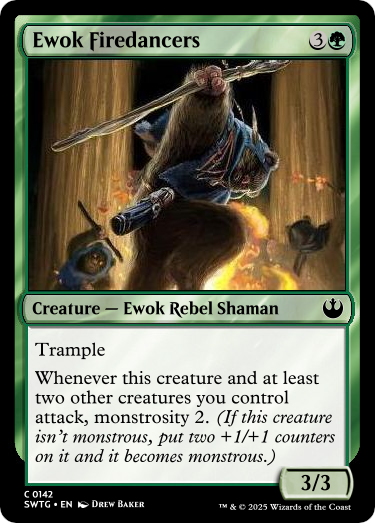 Ewok Firedancers 3
Creature — Ewok Rebel Shaman
Trample
Whenever this creature and at least
two other creatures you control
attack, monstrosity 2. (If this creature
isn't monstrous, put two +1/+1 counters
on it and it becomes monstrous.)
3/3
C 0142
SWTG • EN Drew Baker
™ & © 2025 Wizards of the Coast